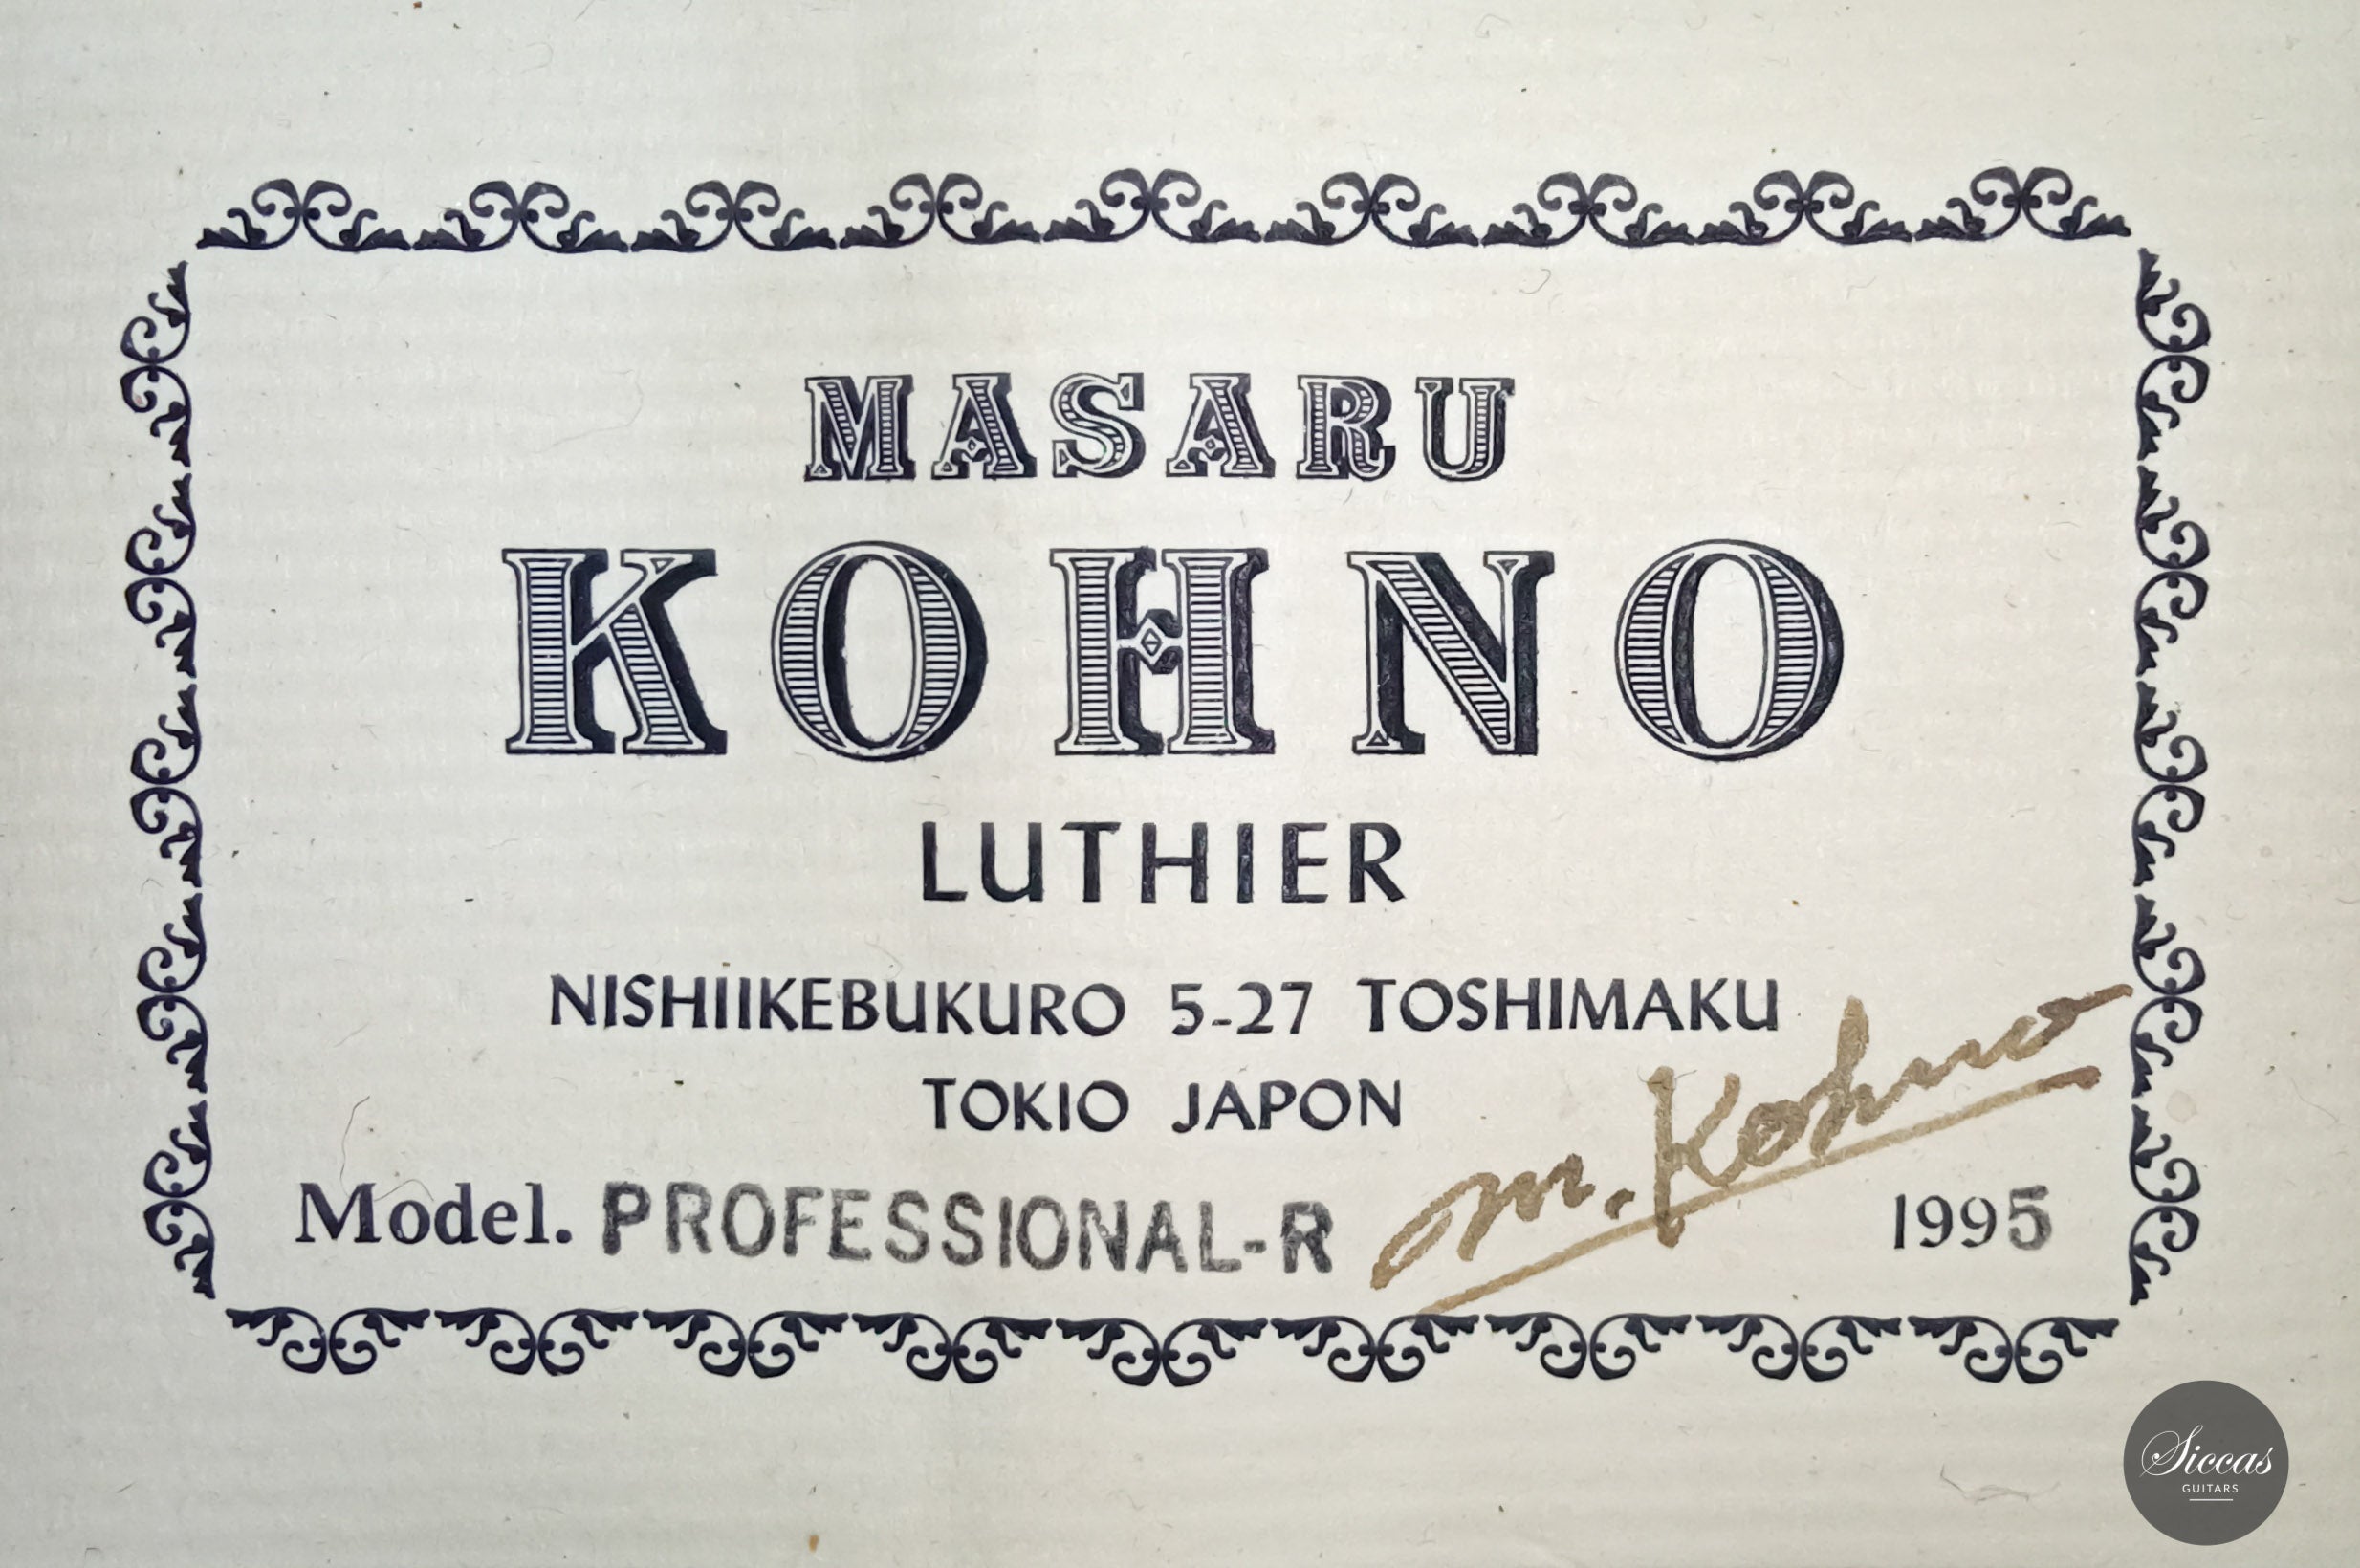 MASARU
KOHNO
LUTHIER
NISHIIKEBUKURO 5-27 TOSHIMAKU
TOKIO JAPON
m. Kohno
Model. PROFESSIONAL-R 1995
Siccas
GUITARS